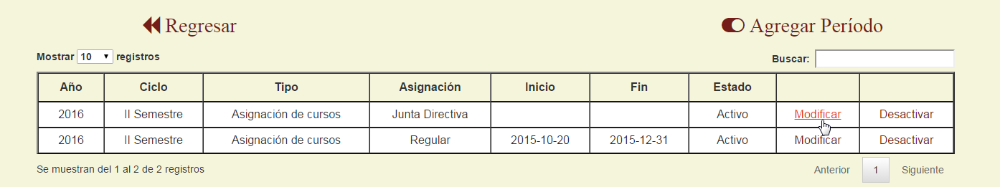 Regresar Agregar Período
Mostrar 10 registros Buscar:
Año Ciclo Tipo Asignación Inicio Fin Estado
2016 II Semestre Asignación de cursos Junta Directiva Activo Modificar Desactivar
2016 II Semestre Asignación de cursos Regular 2015-10-20 2015-12-31 Activo Modificar Desactivar
Se muestran del 1 al 2 de 2 registros Anterior 1 Siguiente